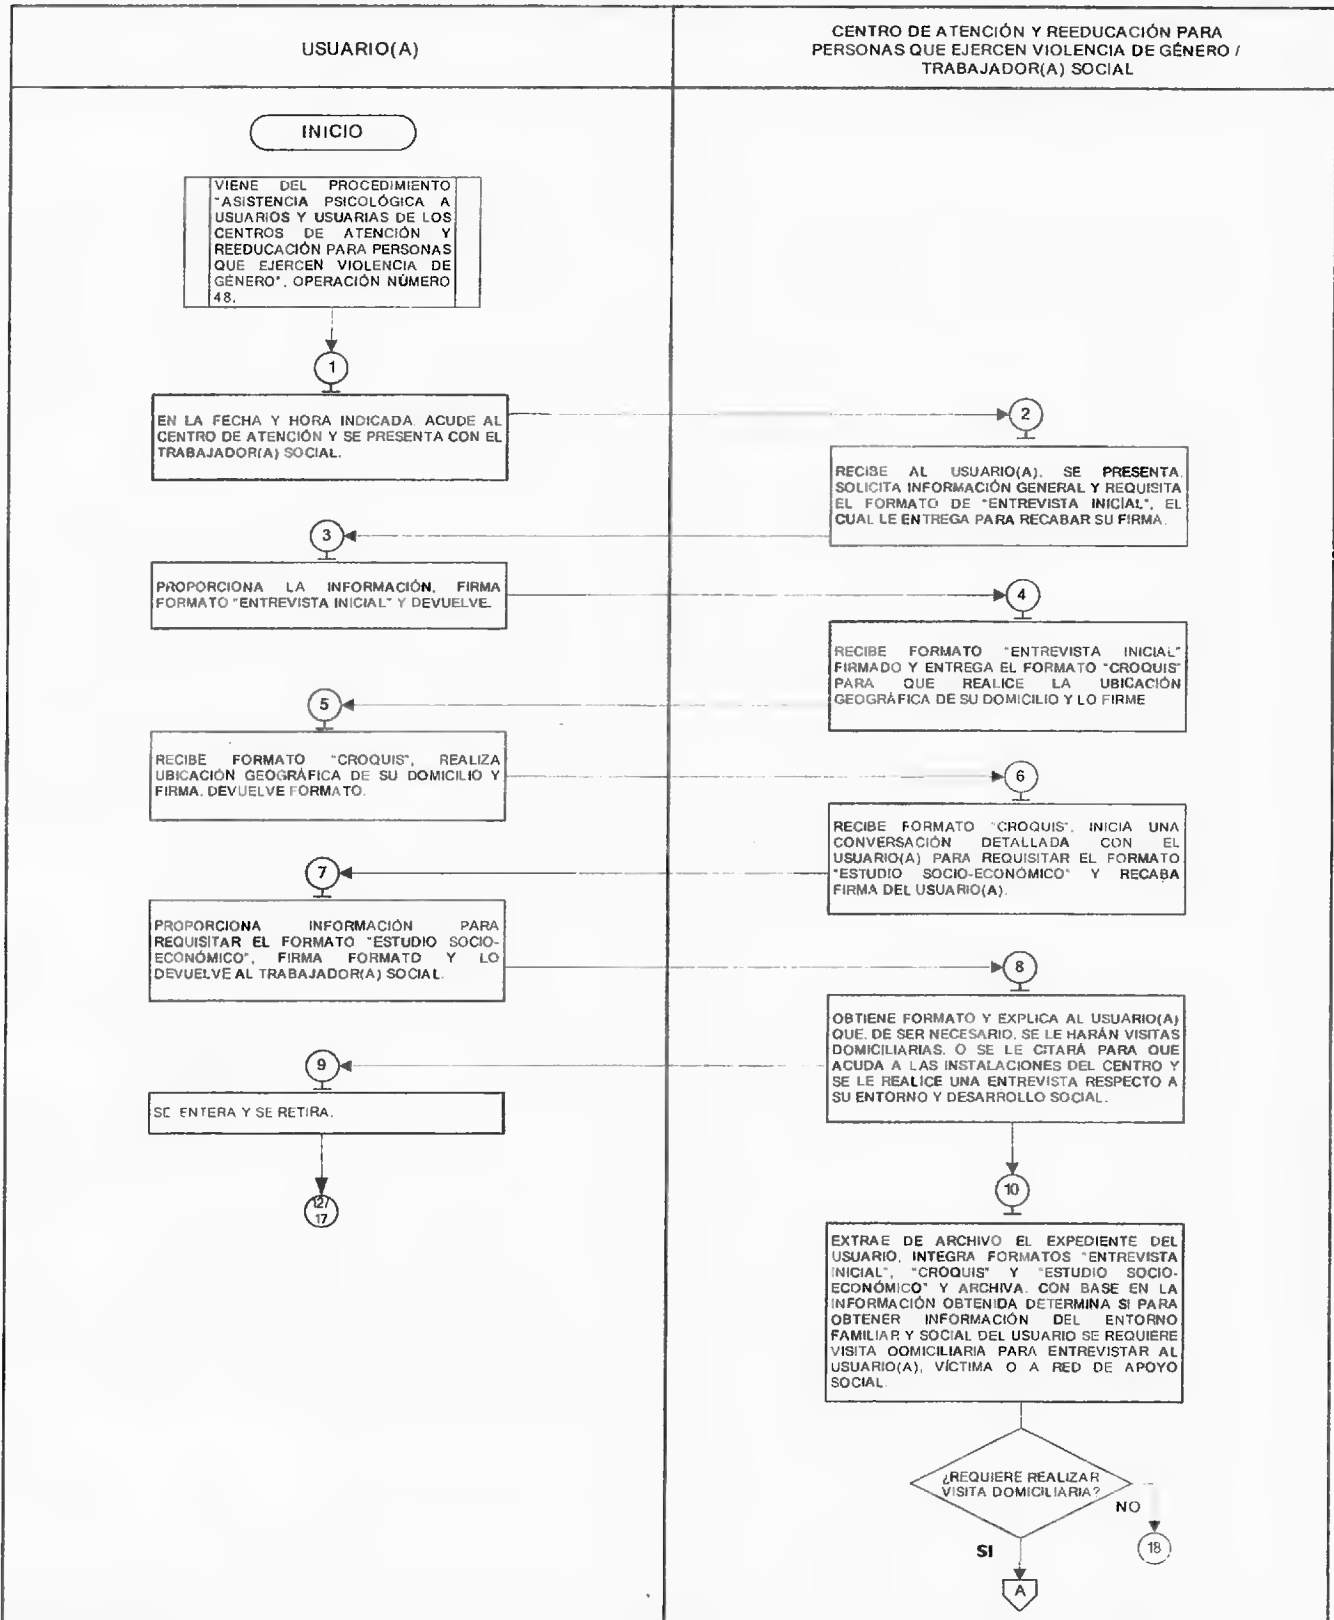 USUARIO(A)
CENTRO DE ATENCIÓN Y REEDUCACIÓN PARA
PERSONAS QUE EJERCEN VIOLENCIA DE GÉNERO /
TRABAJADOR(A) SOCIAL
INICIO
VIENE DEL PROCEDIMIENTO
"ASISTENCIA PSICOLÓGICA A
USUARIOS Y USUARIAS DE LOS
CENTROS DE ATENCIÓN Y
REEDUCACIÓN PARA PERSONAS
QUE EJERCEN VIOLENCIA DE
GÉNERO", OPERACIÓN NÚMERO
48.
1
EN LA FECHA Y HORA INDICADA, ACUDE AL
CENTRO DE ATENCIÓN Y SE PRESENTA CON EL
TRABAJADOR(A) SOCIAL.
2
RECIBE AL USUARIO(A), SE PRESENTA,
SOLICITA INFORMACIÓN GENERAL Y REQUISITA
EL FORMATO DE "ENTREVISTA INICIAL", EL
CUAL LE ENTREGA PARA RECABAR SU FIRMA.
3
PROPORCIONA LA INFORMACIÓN, FIRMA
FORMATO "ENTREVISTA INICIAL" Y DEVUELVE.
4
RECIBE FORMATO "ENTREVISTA INICIAL"
FIRMADO Y ENTREGA EL FORMATO "CROQUIS"
PARA QUE REALICE LA UBICACIÓN
GEOGRÁFICA DE SU DOMICILIO Y LO FIRME
5
RECIBE FORMATO "CROQUIS", REALIZA
UBICACIÓN GEOGRÁFICA DE SU DOMICILIO Y
FIRMA. DEVUELVE FORMATO.
6
RECIBE FORMATO "CROQUIS", INICIA UNA
CONVERSACIÓN DETALLADA CON EL
USUARIO(A) PARA REQUISITAR EL FORMATO
"ESTUDIO SOCIO-ECONÓMICO" Y RECABA
FIRMA DEL USUARIO(A).
7
PROPORCIONA INFORMACIÓN PARA
REQUISITAR EL FORMATO "ESTUDIO SOCIO-
ECONÓMICO", FIRMA FORMATO Y LO
DEVUELVE AL TRABAJADOR(A) SOCIAL.
8
OBTIENE FORMATO Y EXPLICA AL USUARIO(A)
QUE, DE SER NECESARIO, SE LE HARÁN VISITAS
DOMICILIARIAS, O SE LE CITARÁ PARA QUE
ACUDA A LAS INSTALACIONES DEL CENTRO Y
SE LE REALICE UNA ENTREVISTA RESPECTO A
SU ENTORNO Y DESARROLLO SOCIAL.
9
SE ENTERA Y SE RETIRA.
12/
17
10
EXTRAE DE ARCHIVO EL EXPEDIENTE DEL
USUARIO, INTEGRA FORMATOS "ENTREVISTA
INICIAL", "CROQUIS" Y "ESTUDIO SOCIO-
ECONÓMICO" Y ARCHIVA. CON BASE EN LA
INFORMACIÓN OBTENIDA DETERMINA SI PARA
OBTENER INFORMACIÓN DEL ENTORNO
FAMILIAR Y SOCIAL DEL USUARIO SE REQUIERE
VISITA DOMICILIARIA PARA ENTREVISTAR AL
USUARIO(A), VÍCTIMA O A RED DE APOYO
SOCIAL.
¿REQUIERE REALIZAR
VISITA DOMICILIARIA?
NO
18
SI
A